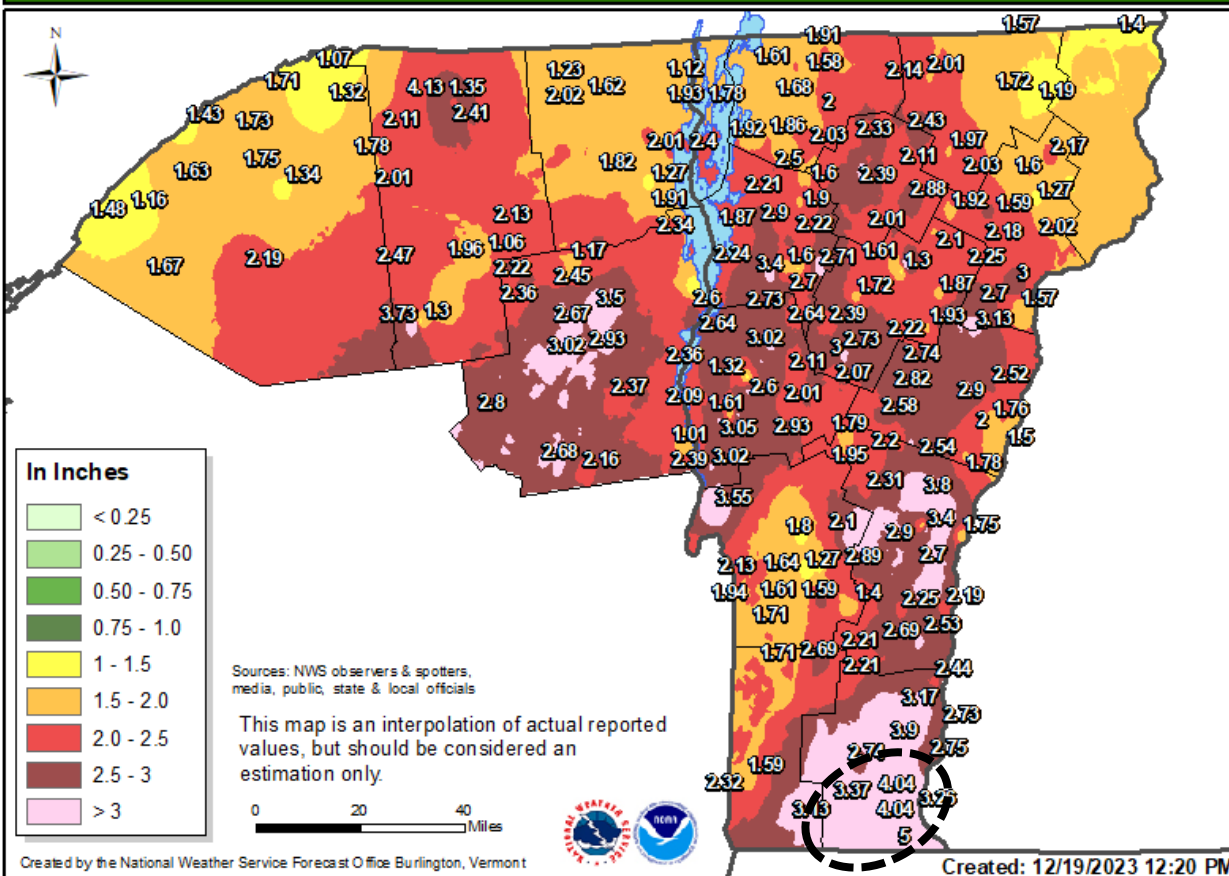 1.57 1.4
N 1.91
1.07 1.61 1.58 2.14 2.01
1.71 1.32 4.13 1.35 1.23 1.62 1.12 1.68 1.72 1.19
2.02 1.93 1.78 2
1.43 1.73 2.11 2.41 1.92 1.86 2.03 2.33 2.43
1.75 1.78 2.01 2.4 1.97 2.17
1.63 1.34 2.01 1.82 1.27 2.5 1.6 2.39 2.11 2.03 1.6
1.48 1.16 1.91 2.21 1.9 2.88 1.92 1.59 1.27
2.13 2.34 1.87 2.9 2.22 2.01 2.02
1.67 2.19 2.47 1.96 1.06 1.17 2.24 3.4 1.6 2.71 1.61 1.3 2.1 2.18
2.22 2.45 2.7 1.72 2.25 3
2.36 3.5 2.6 2.73 1.87 2.7 1.57
3.73 1.3 2.67 2.64 2.64 2.39 2.22 1.93 3.13
3.02 2.93 2.36 3.02 3 2.73 2.74
1.32 2.11 2.07 2.82 2.52
2.8 2.37 2.09 1.61 2.6 2.01 2.58 2.9 1.76
1.01 3.05 2.93 1.79 2 1.5
2.68 2.16 2.39 3.02 1.95 2.2 2.54 1.78
In Inches
3.55 2.31 3.8
< 0.25
1.8 2.1 2.9 3.4 1.75
0.25 - 0.50
2.13 1.64 1.27 2.89 2.7
0.50 - 0.75
1.94 1.61 1.59 1.4 2.25 2.19
0.75 - 1.0
1.71 2.21 2.69 2.53
1 - 1.5
1.71 2.69 2.21 2.44
1.5 - 2.0
2.0 - 2.5
2.5 - 3
> 3
Sources: NWS observers & spotters,
media, public, state & local officials
This map is an interpolation of actual reported
values, but should be considered an
estimation only.
3.17 2.73
3.9 2.75
1.59
2.32 3.37 4.04
4.04
5
0 20 40
Miles
NATIONAL WEATHER SERVICE
NOAA
Created by the National Weather Service Forecast Office Burlington, Vermont
Created: 12/19/2023 12:20 PM